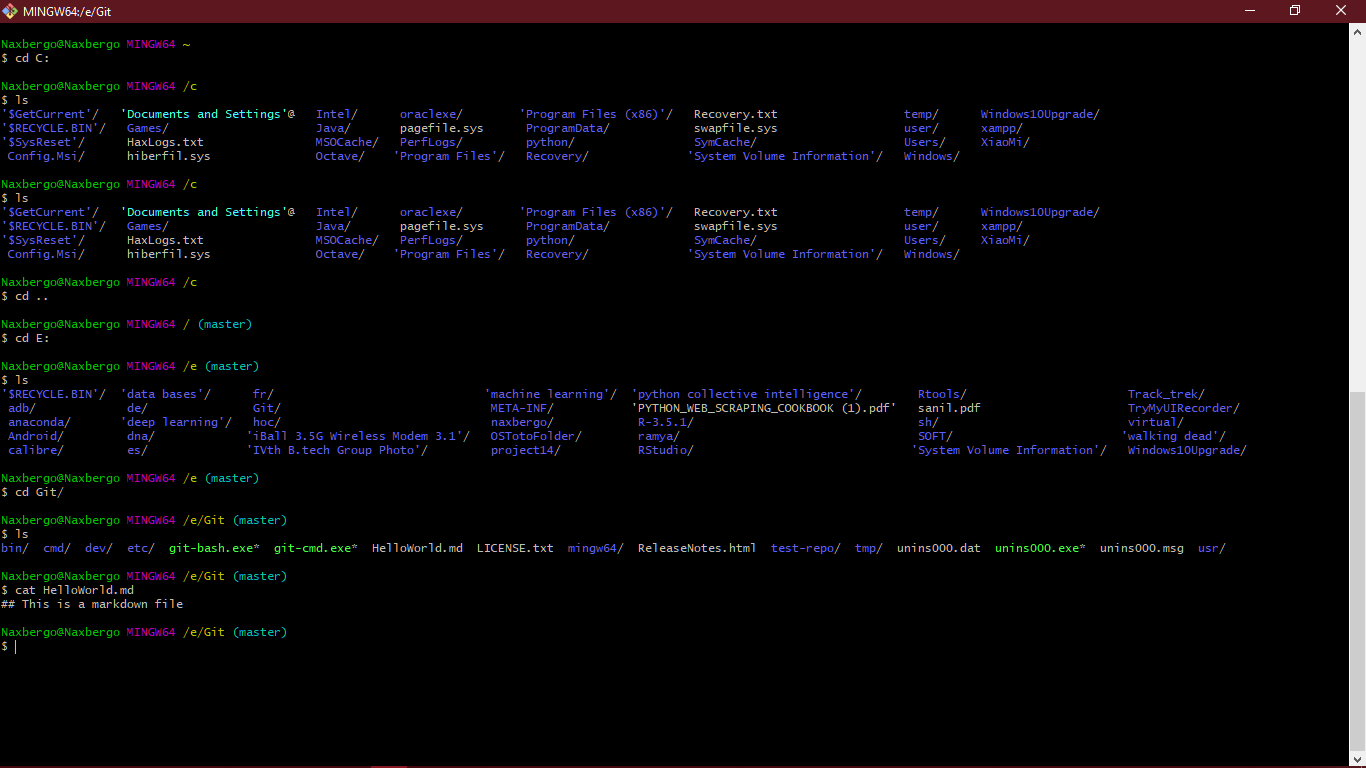 MINGW64:/e/Git
Naxbergo@Naxbergo MINGW64 ~
$ cd C:
Naxbergo@Naxbergo MINGW64 /c
$ ls
'$GetCurrent'/ 'Documents and Settings'@ Intel/ oraclexe/ 'Program Files (x86)'/ Recovery.txt temp/ Windows10Upgrade/
'$RECYCLE.BIN'/ Games/ Java/ pagefile.sys ProgramData/ swapfile.sys user/ xampp/
'$SysReset'/ HaxLogs.txt MSOCache/ PerfLogs/ python/ SymCache/ Users/ XiaoMi/
Config.Msi/ hiberfil.sys Octave/ 'Program Files'/ Recovery/ 'System Volume Information'/ Windows/
Naxbergo@Naxbergo MINGW64 /c
$ ls
'$GetCurrent'/ 'Documents and Settings'@ Intel/ oraclexe/ 'Program Files (x86)'/ Recovery.txt temp/ Windows10Upgrade/
'$RECYCLE.BIN'/ Games/ Java/ pagefile.sys ProgramData/ swapfile.sys user/ xampp/
'$SysReset'/ HaxLogs.txt MSOCache/ PerfLogs/ python/ SymCache/ Users/ XiaoMi/
Config.Msi/ hiberfil.sys Octave/ 'Program Files'/ Recovery/ 'System Volume Information'/ Windows/
Naxbergo@Naxbergo MINGW64 /c
$ cd ..
Naxbergo@Naxbergo MINGW64 / (master)
$ cd E:
Naxbergo@Naxbergo MINGW64 /e (master)
$ ls
'$RECYCLE.BIN'/ 'data bases'/ fr/ 'machine learning'/ 'python collective intelligence'/ Rtools/ Track_trek/
adb/ de/ Git/ META-INF/ 'PYTHON_WEB_SCRAPING_COOKBOOK (1).pdf' sanil.pdf TryMyUIRecorder/
anaconda/ 'deep learning'/ hoc/ naxbergo/ R-3.5.1/ sh/ virtual/
Android/ dna/ 'iBall 3.5G Wireless Modem 3.1'/ OSTotoFolder/ ramya/ SOFT/ 'walking dead'/
calibre/ es/ 'IVth B.tech Group Photo'/ project14/ RStudio/ 'System Volume Information'/ Windows10Upgrade/
Naxbergo@Naxbergo MINGW64 /e (master)
$ cd Git/
Naxbergo@Naxbergo MINGW64 /e/Git (master)
$ ls
bin/ cmd/ dev/ etc/ git-bash.exe* git-cmd.exe* HelloWorld.md LICENSE.txt mingw64/ ReleaseNotes.html test-repo/ tmp/ unins000.dat unins000.exe* unins000.msg usr/
Naxbergo@Naxbergo MINGW64 /e/Git (master)
$ cat HelloWorld.md
## This is a markdown file
Naxbergo@Naxbergo MINGW64 /e/Git (master)
$